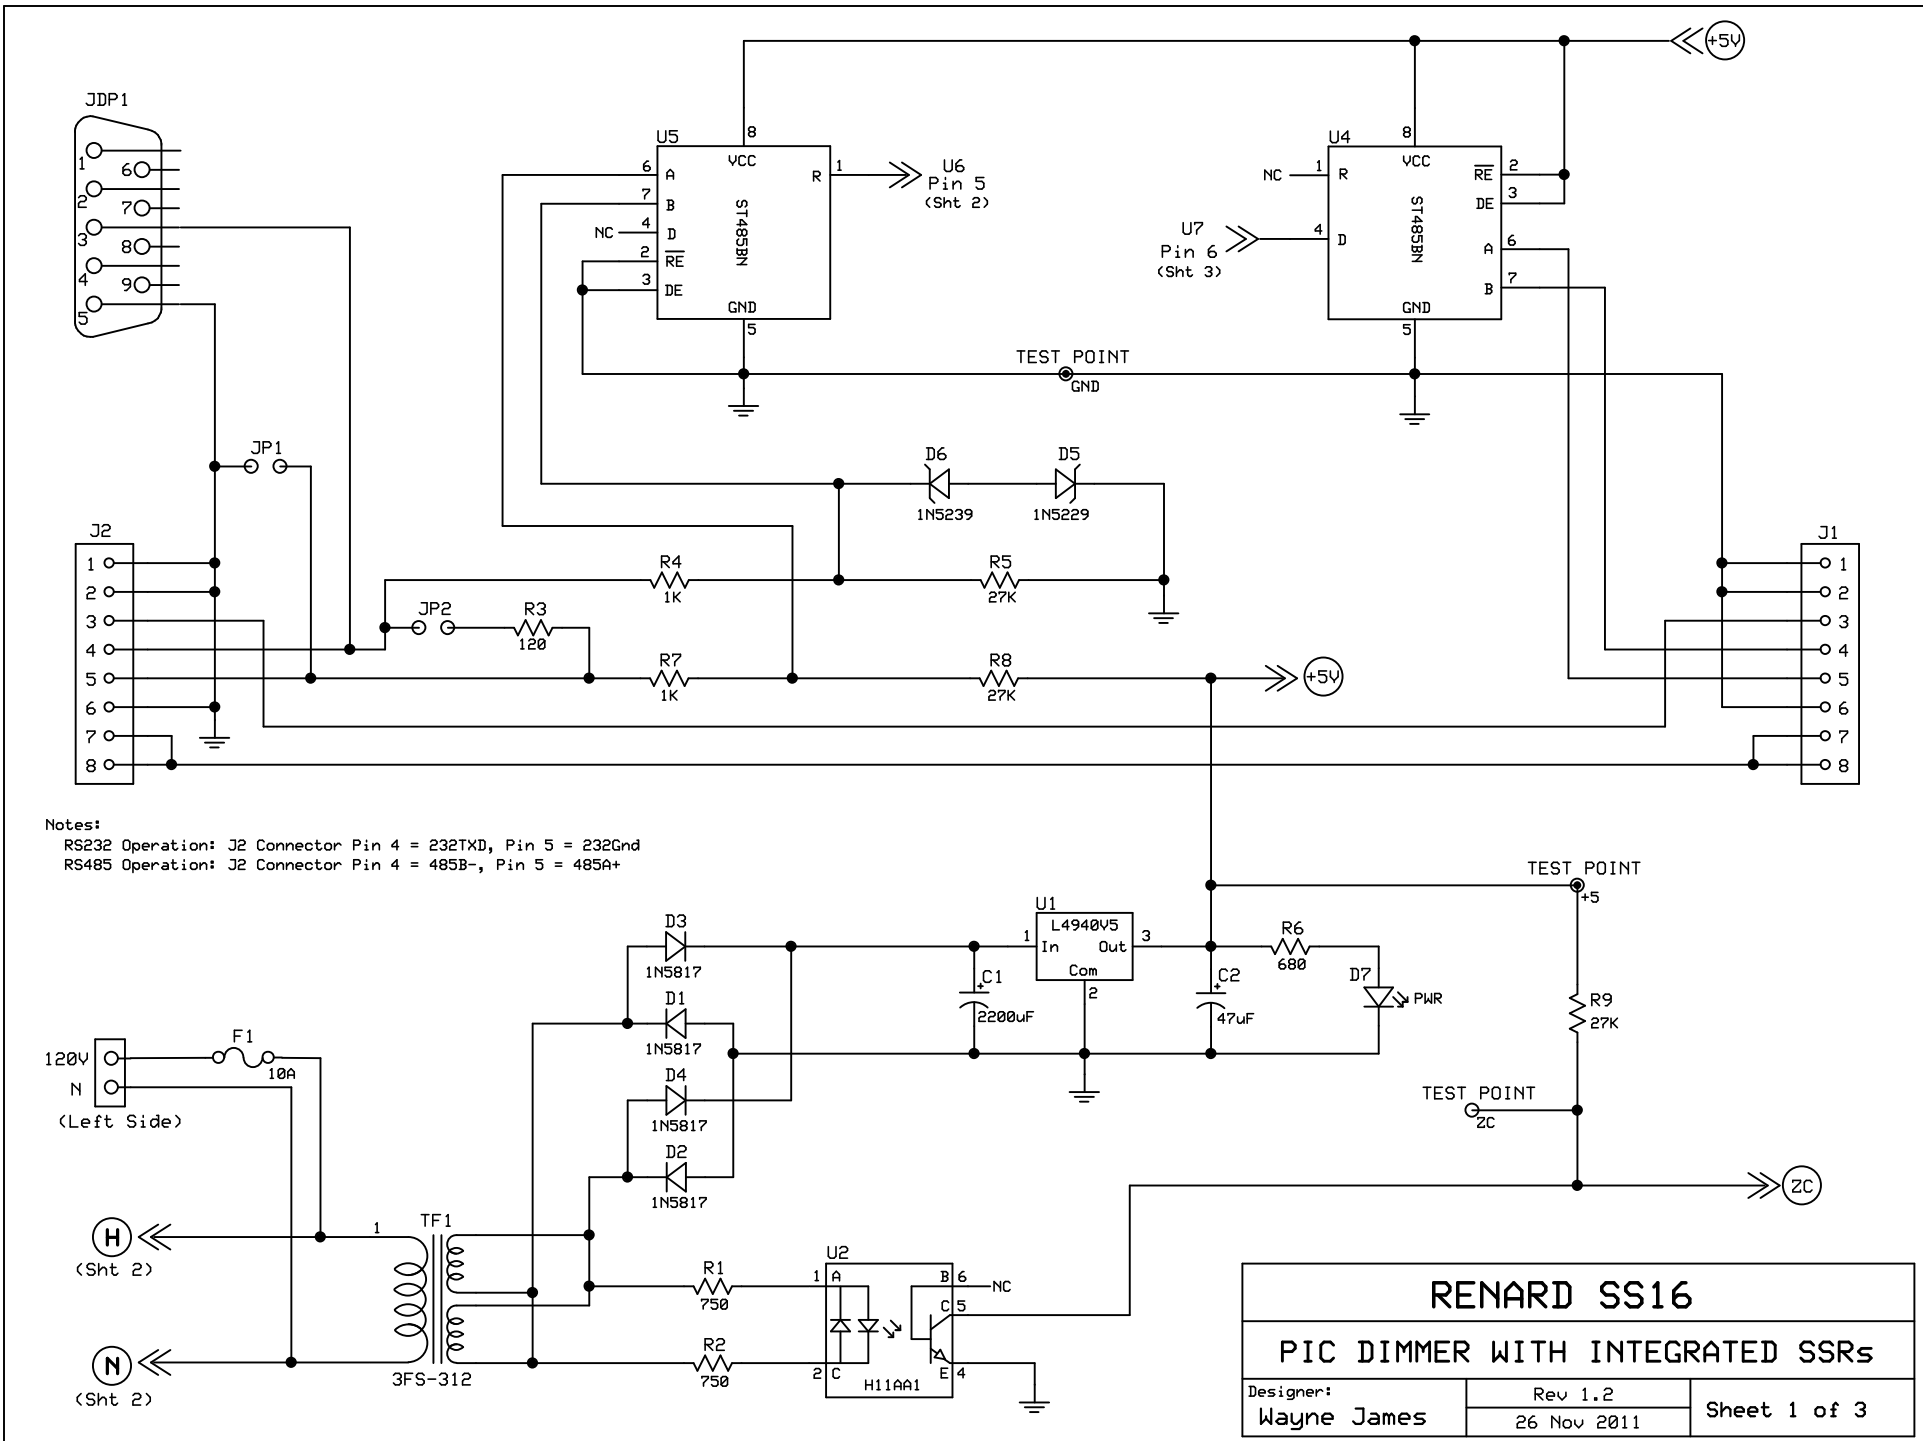 +5V
JDP1
1
2
3
4
5
6
7
8
9
U5
8
VCC
6
A
7
B
NC
4
D
2
RE
3
DE
R
1
ST485BN
GND
5
U6
Pin 5
(Sht 2)
U4
8
VCC
NC
1
R
U7
Pin 6
(Sht 3)
4
D
RE
2
DE
3
A
6
B
7
ST485BN
GND
5
TEST POINT
GND
JP1
D6
1N5239
D5
1N5229
J2
1
2
3
4
5
6
7
8
R4
1K
R5
27K
JP2
R3
120
R7
1K
R8
27K
+5V
J1
1
2
3
4
5
6
7
8
Notes:
RS232 Operation: J2 Connector Pin 4 = 232TXD, Pin 5 = 232Gnd
RS485 Operation: J2 Connector Pin 4 = 485B-, Pin 5 = 485A+
TEST POINT
+5
D3
1N5817
D1
1N5817
D4
1N5817
D2
1N5817
U1
L4940V5
1
In
Out
3
Com
2
+
C1
2200uF
+
C2
47uF
R6
680
D7
PWR
R9
27K
TEST POINT
ZC
ZC
120V
N
(Left Side)
F1
10A
H
(Sht 2)
N
(Sht 2)
1
TF1
3FS-312
R1
750
R2
750
U2
1
A
2
C
B
6
NC
C
5
E
4
H11AA1
RENARD SS16
PIC DIMMER WITH INTEGRATED SSRs
Designer:
Wayne James
Rev 1.2
26 Nov 2011
Sheet 1 of 3